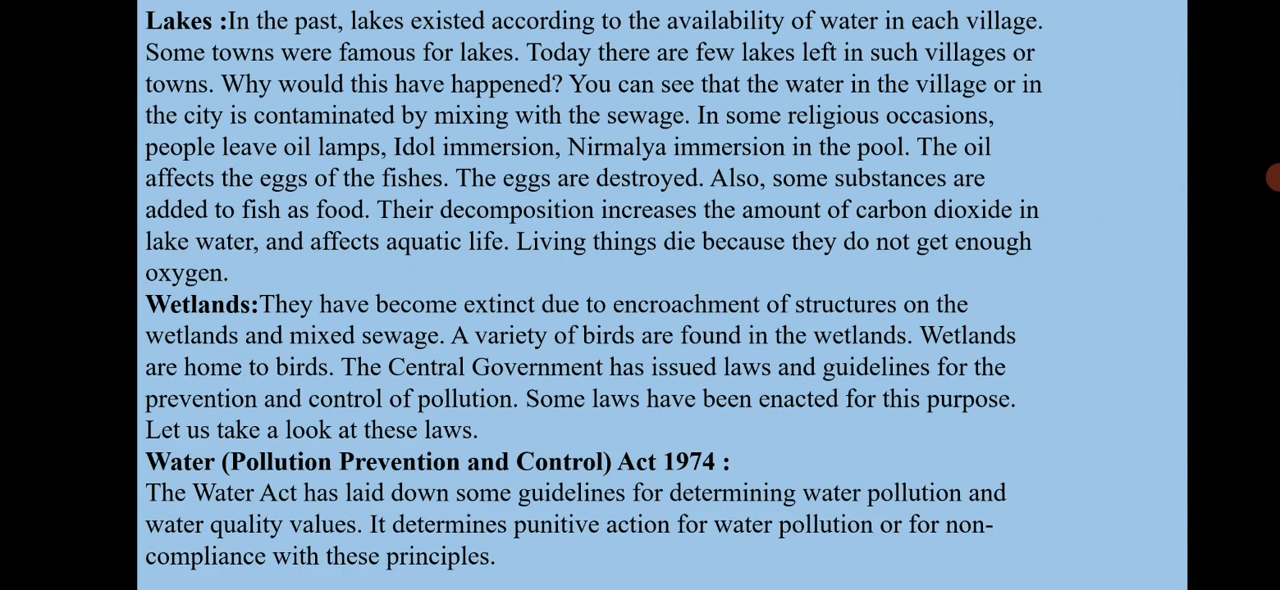 Lakes :In the past, lakes existed according to the availability of water in each village.
Some towns were famous for lakes. Today there are few lakes left in such villages or
towns. Why would this have happened? You can see that the water in the village or in
the city is contaminated by mixing with the sewage. In some religious occasions,
people leave oil lamps, Idol immersion, Nirmalya immersion in the pool. The oil
affects the eggs of the fishes. The eggs are destroyed. Also, some substances are
added to fish as food. Their decomposition increases the amount of carbon dioxide in
lake water, and affects aquatic life. Living things die because they do not get enough
oxygen.
Wetlands:They have become extinct due to encroachment of structures on the
wetlands and mixed sewage. A variety of birds are found in the wetlands. Wetlands
are home to birds. The Central Government has issued laws and guidelines for the
prevention and control of pollution. Some laws have been enacted for this purpose.
Let us take a look at these laws.
Water (Pollution Prevention and Control) Act 1974 :
The Water Act has laid down some guidelines for determining water pollution and
water quality values. It determines punitive action for water pollution or for non-
compliance with these principles.